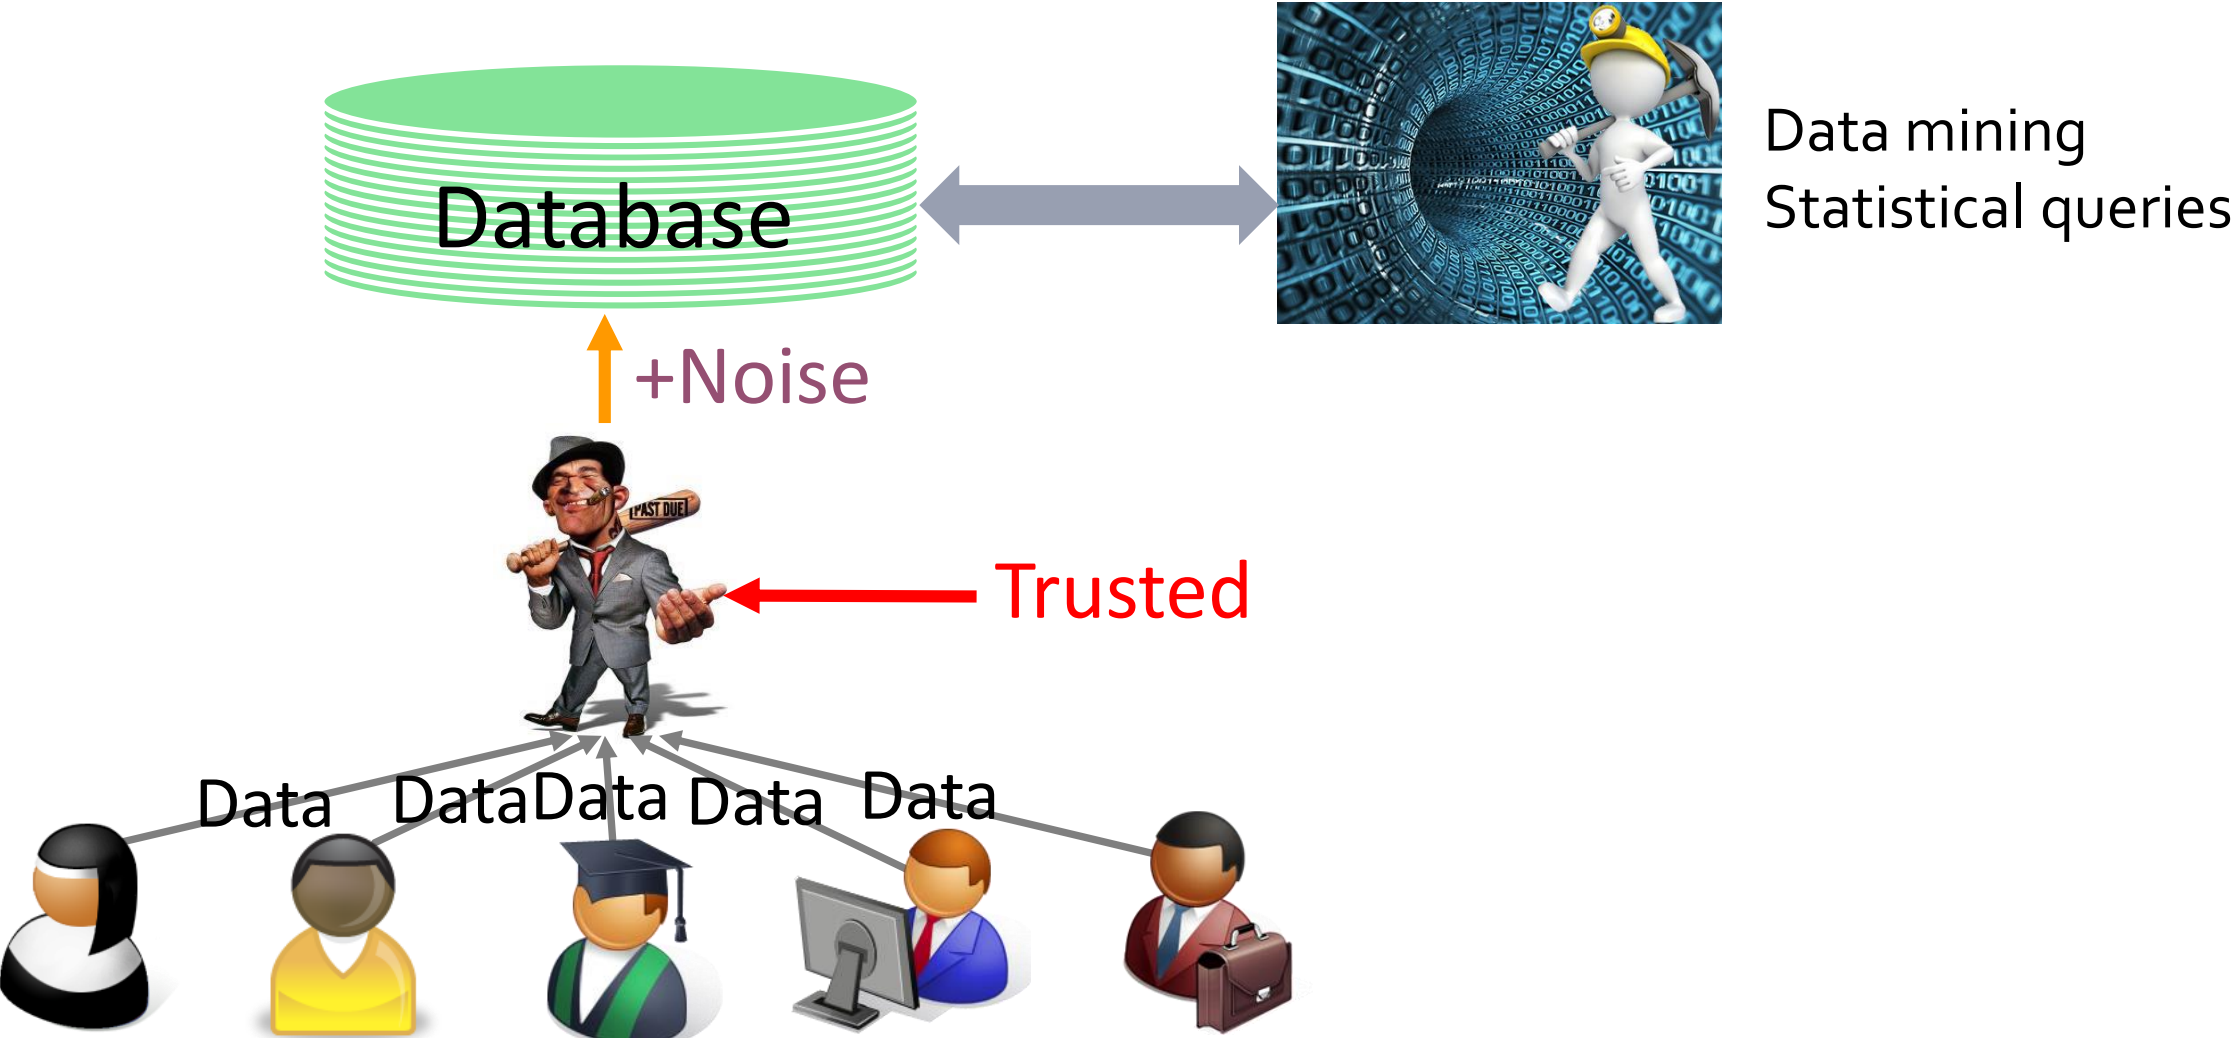 Data mining
Statistical queries
Database
+Noise
PAST DUE
Trusted
Data
Data
Data
Data
Data